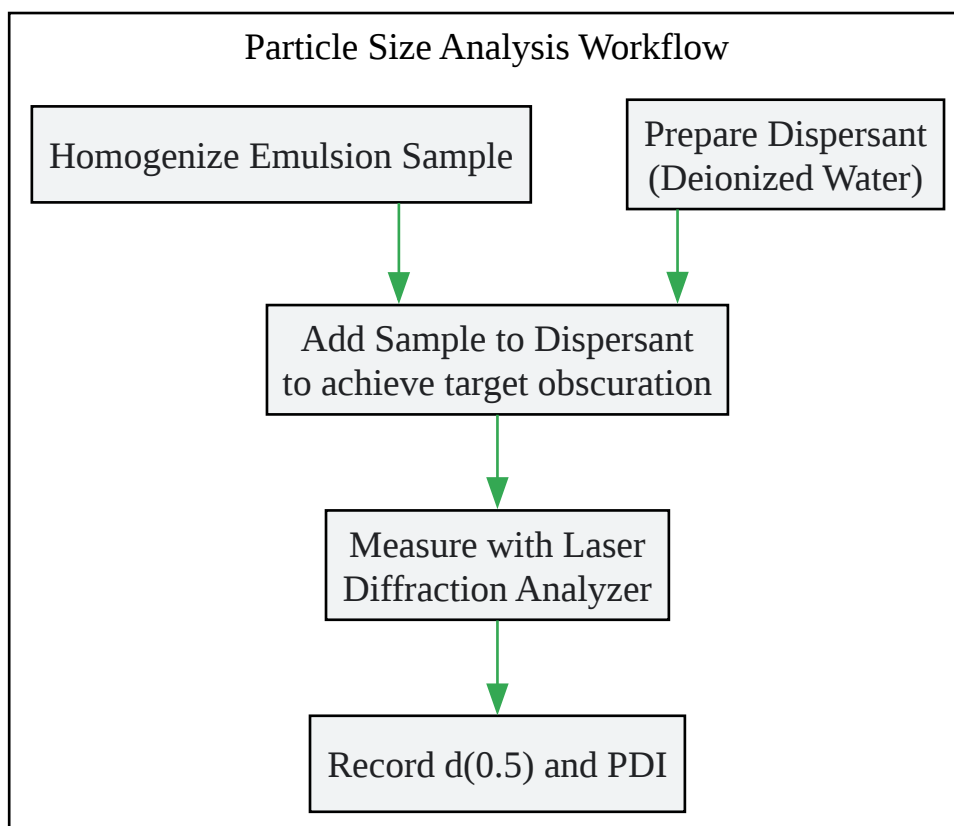 Particle Size Analysis Workflow
Homogenize Emulsion Sample
Prepare Dispersant
(Deionized Water)
Add Sample to Dispersant
to achieve target obscuration
Measure with Laser
Diffraction Analyzer
Record d(0.5) and PDI